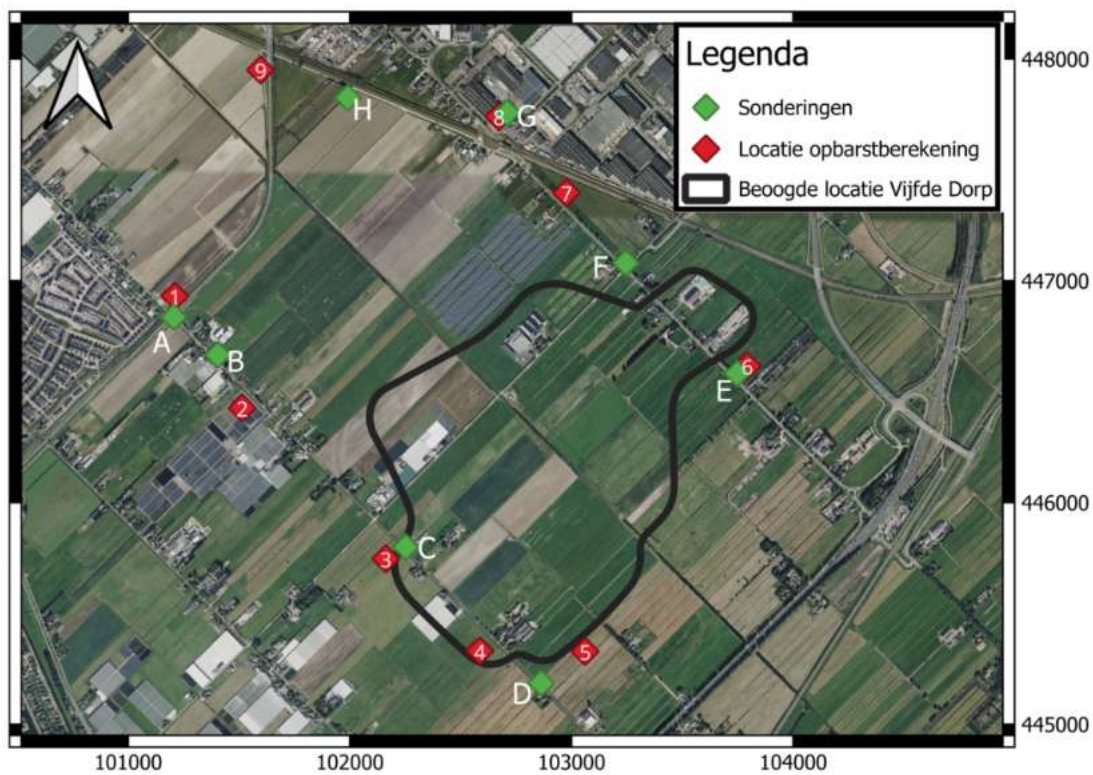 Legenda
Sonderingen
Locatie opbarstberekening
Beoogde locatie Vijfde Dorp
448000
447000
446000
445000
101000 102000 103000 104000
9
H
8 G
7
F
1
A
B
2
6
E
3 C
4
5
D